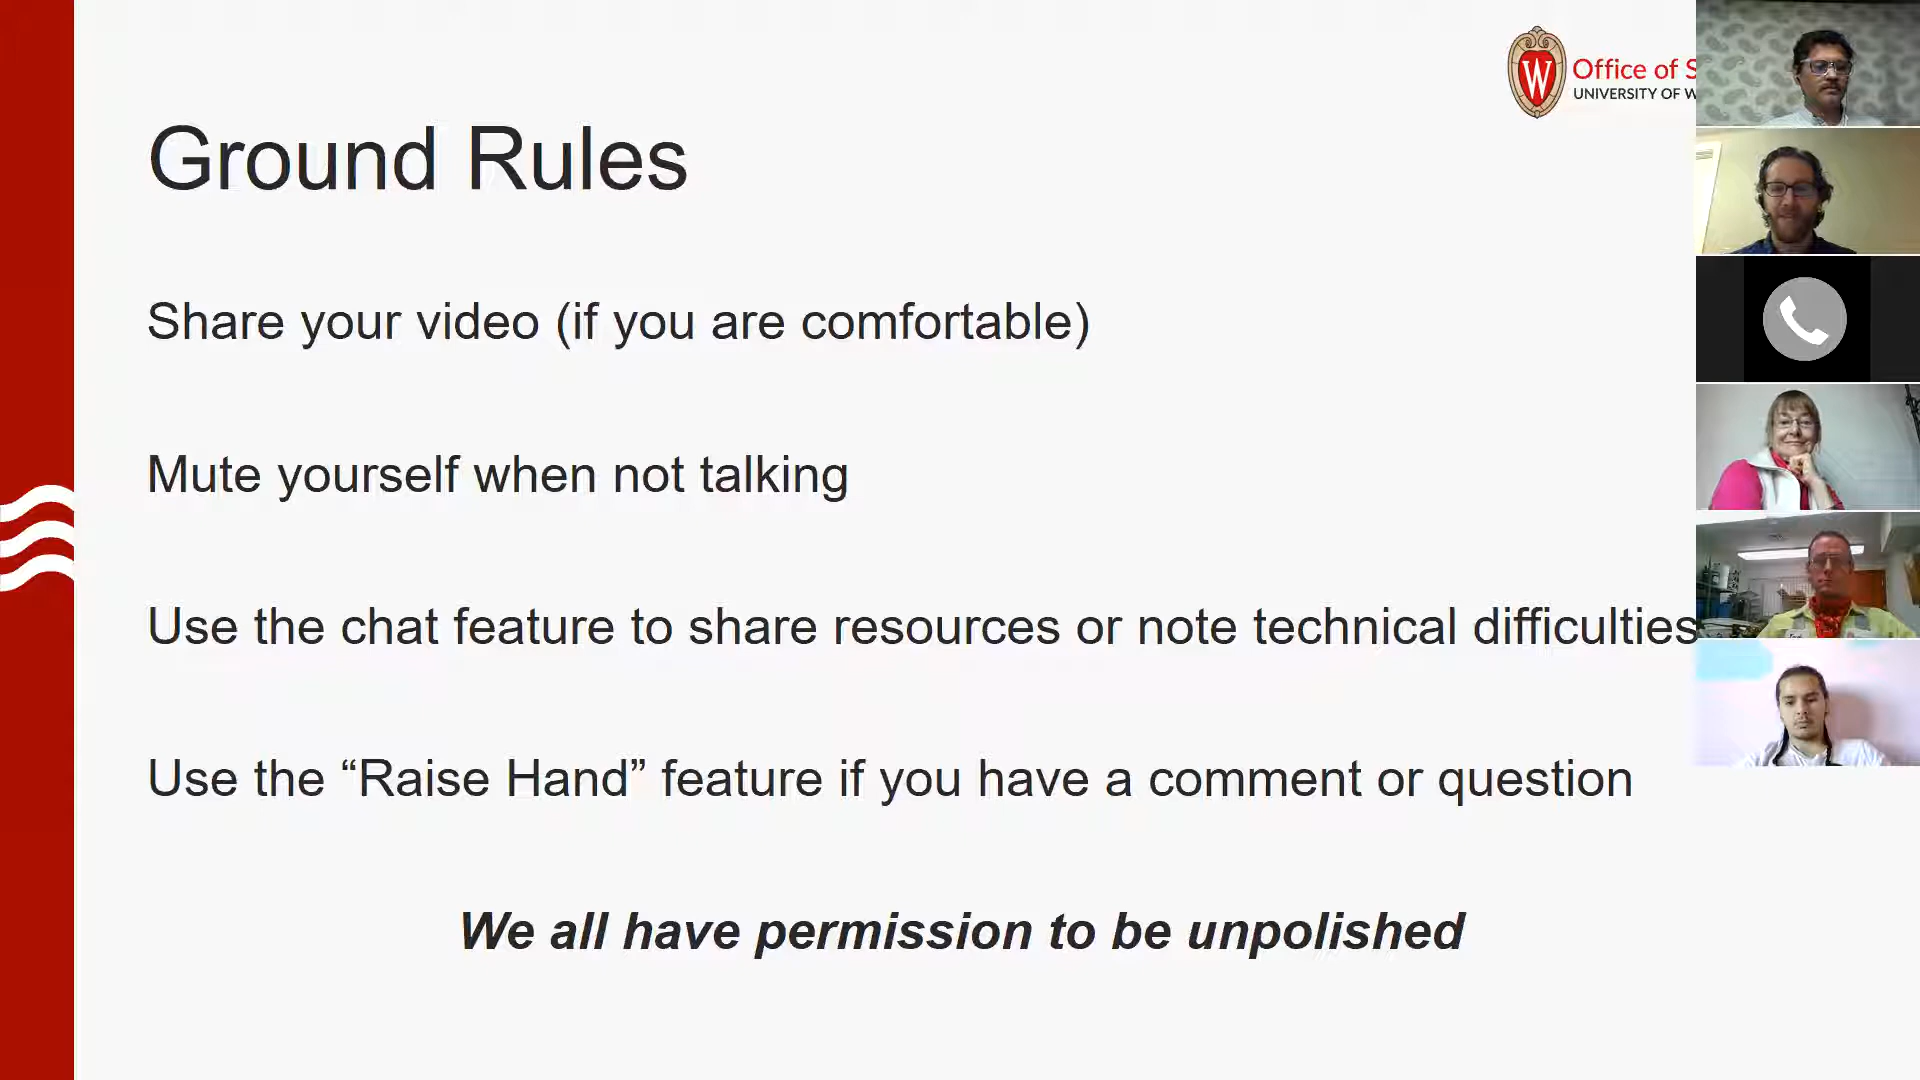 W Office of S
UNIVERSITY OF W
Ground Rules
Share your video (if you are comfortable)
Mute yourself when not talking
Use the chat feature to share resources or note technical difficulties
Use the “Raise Hand” feature if you have a comment or question
We all have permission to be unpolished